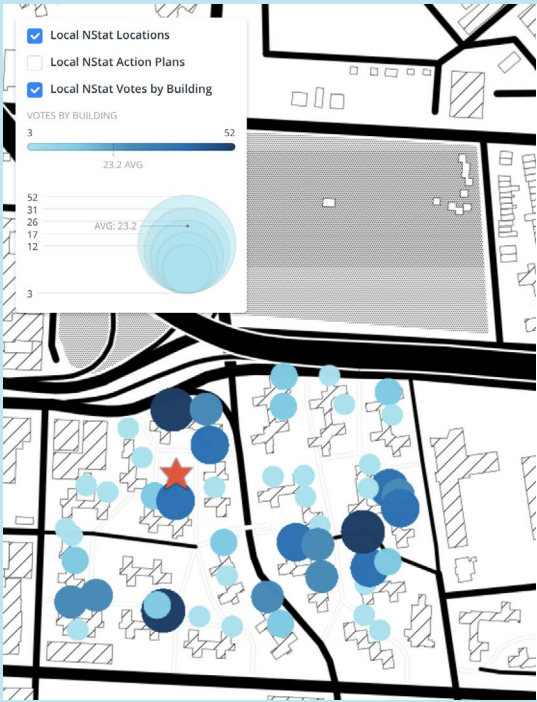 Local NStat Locations
Local NStat Action Plans
Local NStat Votes by Building
VOTES BY BUILDING
3 52
23.2 AVG
52
31
26
17
12
3
AVG: 23.2